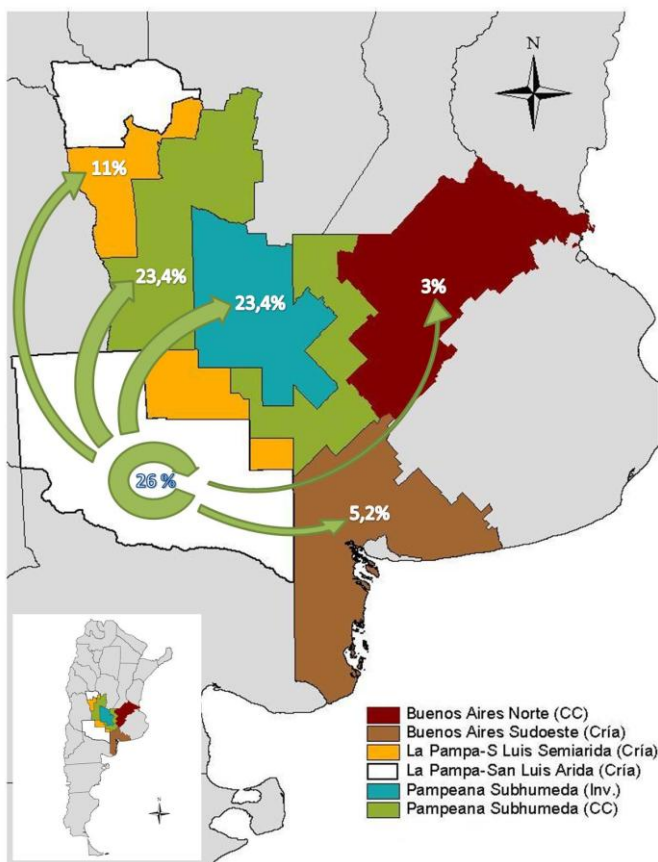 N
11%
23,4%
23,4%
3%
26 %
5,2%
Buenos Aires Norte (CC)
Buenos Aires Sudoeste (Cría)
La Pampa-S Luis Semiarida (Cría)
La Pampa-San Luis Arida (Cría)
Pampeana Subhumeda (Inv.)
Pampeana Subhumeda (CC)
N